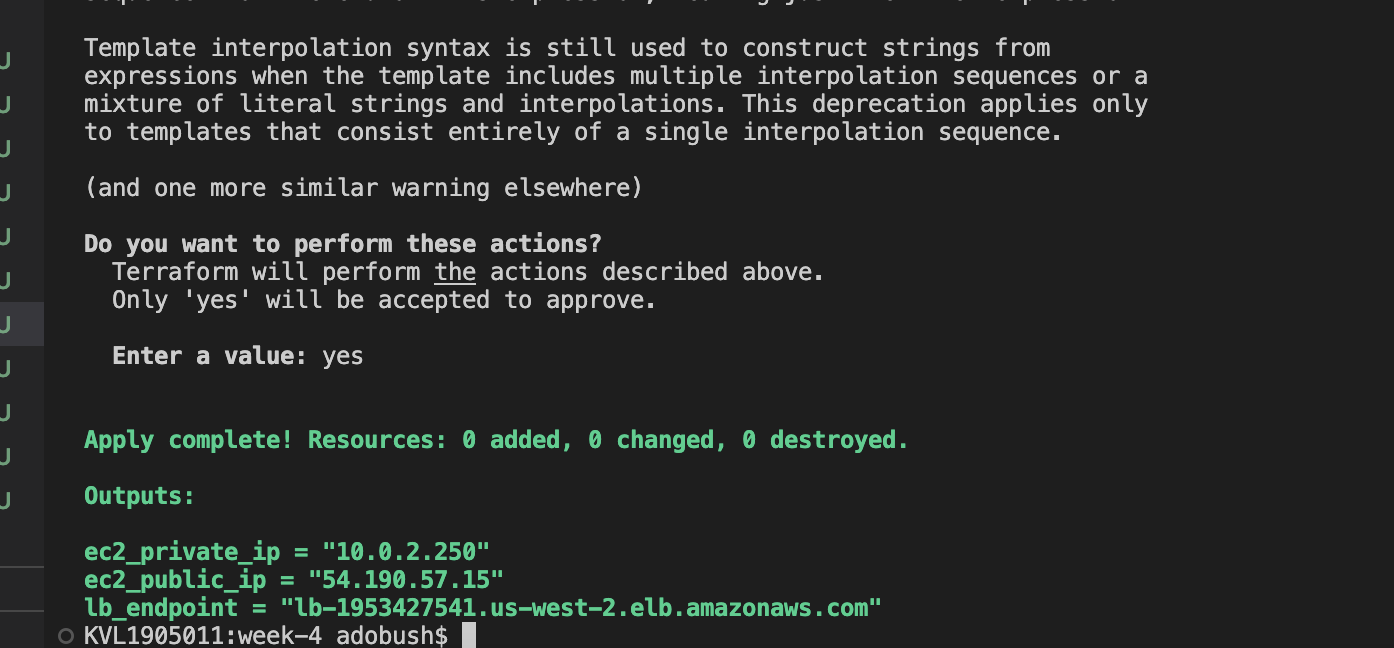 Template interpolation syntax is still used to construct strings from
expressions when the template includes multiple interpolation sequences or a
mixture of literal strings and interpolations. This deprecation applies only
to templates that consist entirely of a single interpolation sequence.
(and one more similar warning elsewhere)
Do you want to perform these actions?
Terraform will perform the actions described above.
Only 'yes' will be accepted to approve.
Enter a value: yes
Apply complete! Resources: 0 added, 0 changed, 0 destroyed.
Outputs:
ec2_private_ip = "10.0.2.250"
ec2_public_ip = "54.190.57.15"
lb_endpoint = "lb-1953427541.us-west-2.elb.amazonaws.com"
KVL1905011:week-4 adobush$